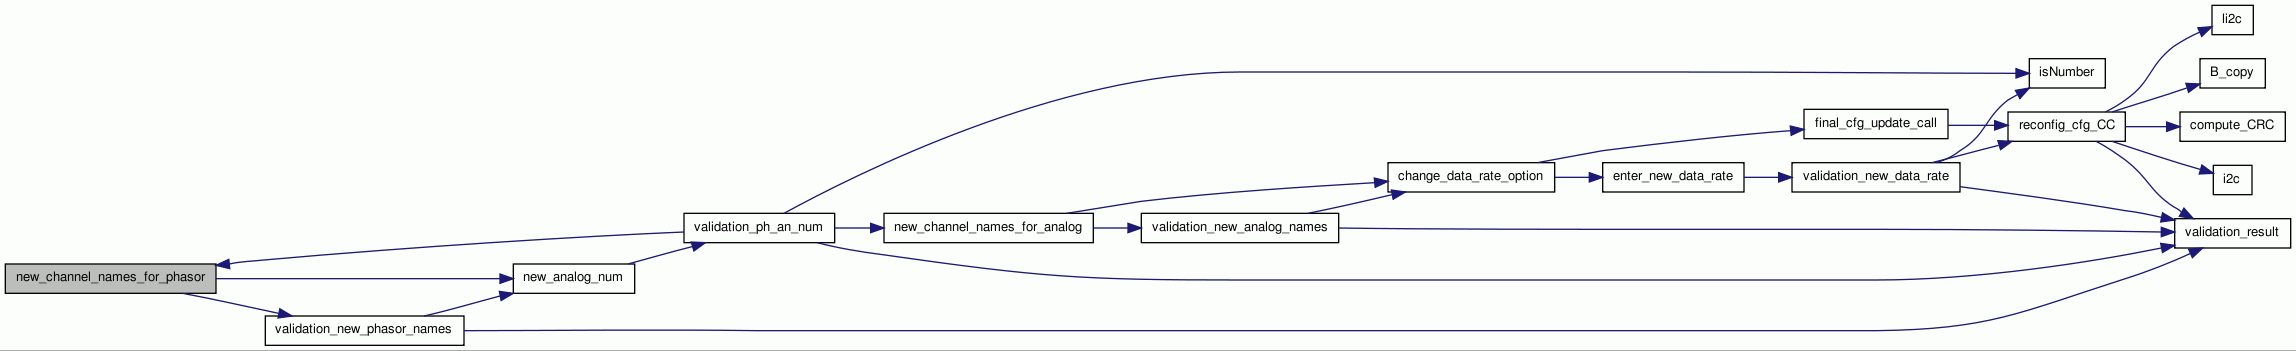 li2c
isNumber
B_copy
final_cfg_update_call
reconfig_cfg_CC
compute_CRC
change_data_rate_option
enter_new_data_rate
validation_new_data_rate
i2c
validation_ph_an_num
new_channel_names_for_analog
validation_new_analog_names
validation_result
new_channel_names_for_phasor
new_analog_num
validation_new_phasor_names